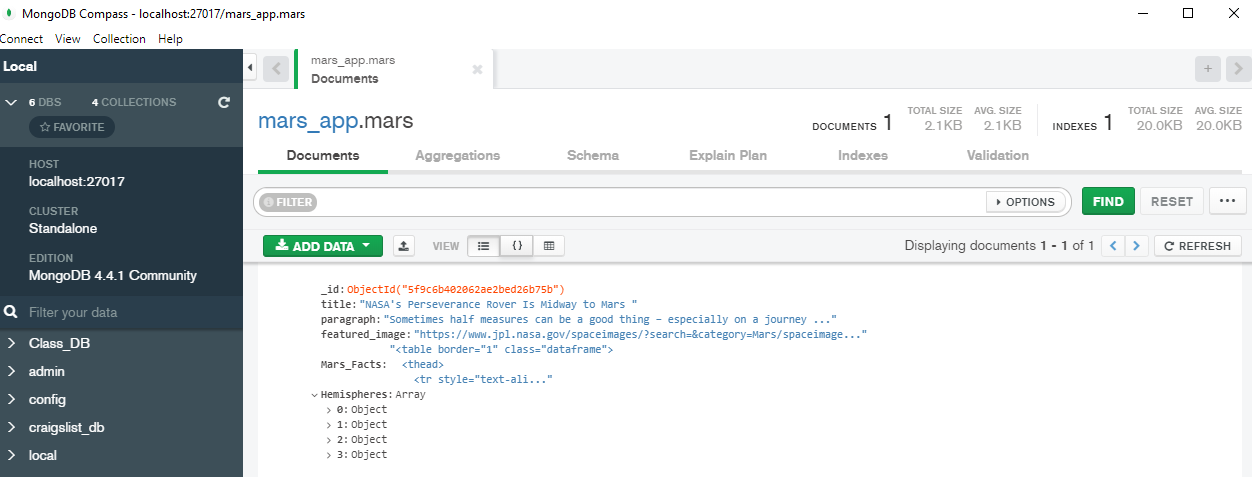 MongoDB Compass - localhost:27017/mars_app.mars
Connect View Collection Help
Local
6 DBS 4 COLLECTIONS
FAVORITE
HOST
localhost:27017
CLUSTER
Standalone
EDITION
MongoDB 4.4.1 Community
Filter your data
Class_DB
admin
config
craigslist_db
local
mars_app.mars
Documents
mars_app.mars
DOCUMENTS 1
TOTAL SIZE
2.1KB
AVG. SIZE
2.1KB
INDEXES 1
TOTAL SIZE
20.0KB
AVG. SIZE
20.0KB
Documents Aggregations Schema Explain Plan Indexes Validation
FILTER
OPTIONS
FIND
RESET
ADD DATA
VIEW
{}
Displaying documents 1 - 1 of 1
REFRESH
_id: ObjectId("5f9c6b402062ae2bed26b75b")
title: "NASA's Perseverance Rover Is Midway to Mars "
paragraph: "Sometimes half measures can be a good thing – especially on a journey ..."
featured_image: "https://www.jpl.nasa.gov/spaceimages/?search=&category=Mars/spaceimage..."
"<table border="1" class="dataframe">
Mars_Facts: <thead>
<tr style="text-ali..."
Hemispheres: Array
0: Object
1: Object
2: Object
3: Object